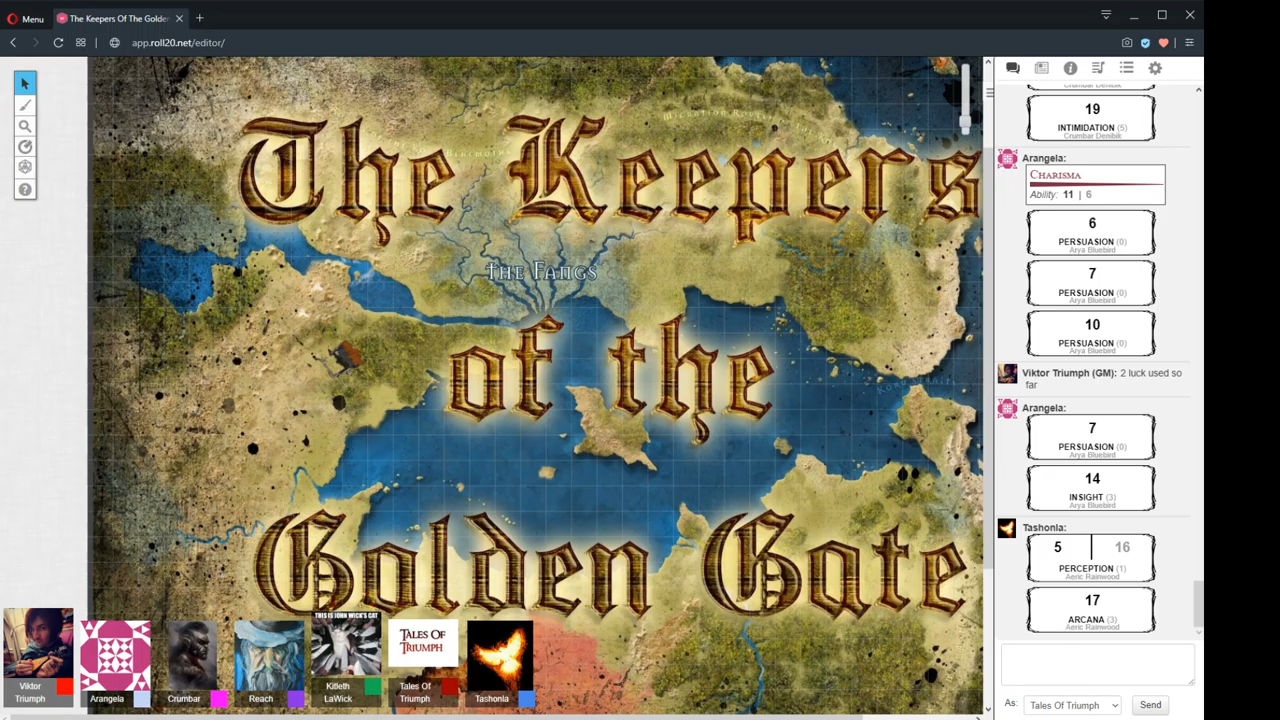 Menu
The Keepers Of The Golden
app.roll20.net/editor/
The Keepers
of the
Golden Gate
The Fangs
19
INTIMIDATION (5)
Crumbar Denibik
Arangela:
Charisma
Ability: 11 | 6
6
PERSUASION (0)
Arya Bluebird
7
PERSUASION (0)
Arya Bluebird
10
PERSUASION (0)
Arya Bluebird
Viktor Triumph (GM): 2 luck used so
far
Arangela:
7
PERSUASION (0)
Arya Bluebird
14
INSIGHT (3)
Arya Bluebird
Tashonia:
5 16
PERCEPTION (1)
Aeric Rainwood
17
ARCANA (3)
Aeric Rainwood
As: Tales Of Triumph Send
THIS IS JOHN WICK'S CAT
TALES OF
TRIUMPH
Viktor
Triumph
Arangela
Crumbar
Reach
Kitleth
LaWick
Tales Of
Triumph
Tashonia